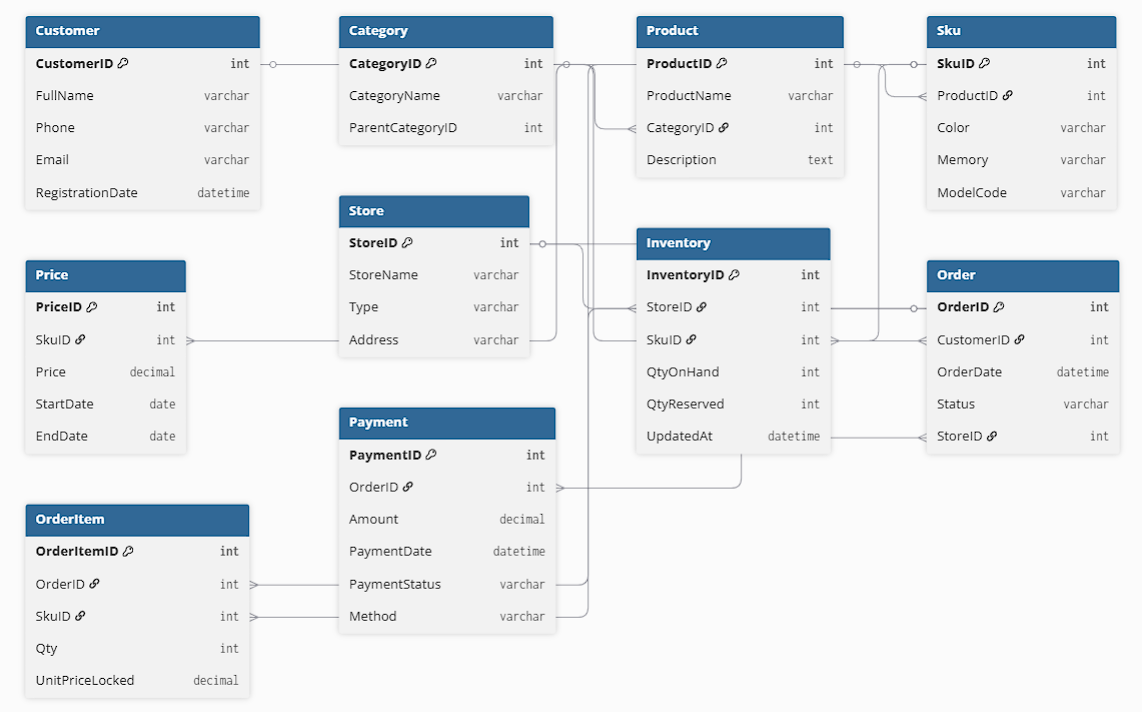 Customer
CustomerID int
FullName varchar
Phone varchar
Email varchar
RegistrationDate datetime
Category
CategoryID int
CategoryName varchar
ParentCategoryID int
Product
ProductID int
ProductName varchar
CategoryID int
Description text
Sku
SkuID int
ProductID int
Color varchar
Memory varchar
ModelCode varchar
Store
StoreID int
StoreName varchar
Type varchar
Address varchar
Inventory
InventoryID int
StoreID int
SkuID int
QtyOnHand int
QtyReserved int
UpdatedAt datetime
Price
PriceID int
SkuID int
Price decimal
StartDate date
EndDate date
Order
OrderID int
CustomerID int
OrderDate datetime
Status varchar
StoreID int
Payment
PaymentID int
OrderID int
Amount decimal
PaymentDate datetime
PaymentStatus varchar
Method varchar
OrderItem
OrderItemID int
OrderID int
SkuID int
Qty int
UnitPriceLocked decimal